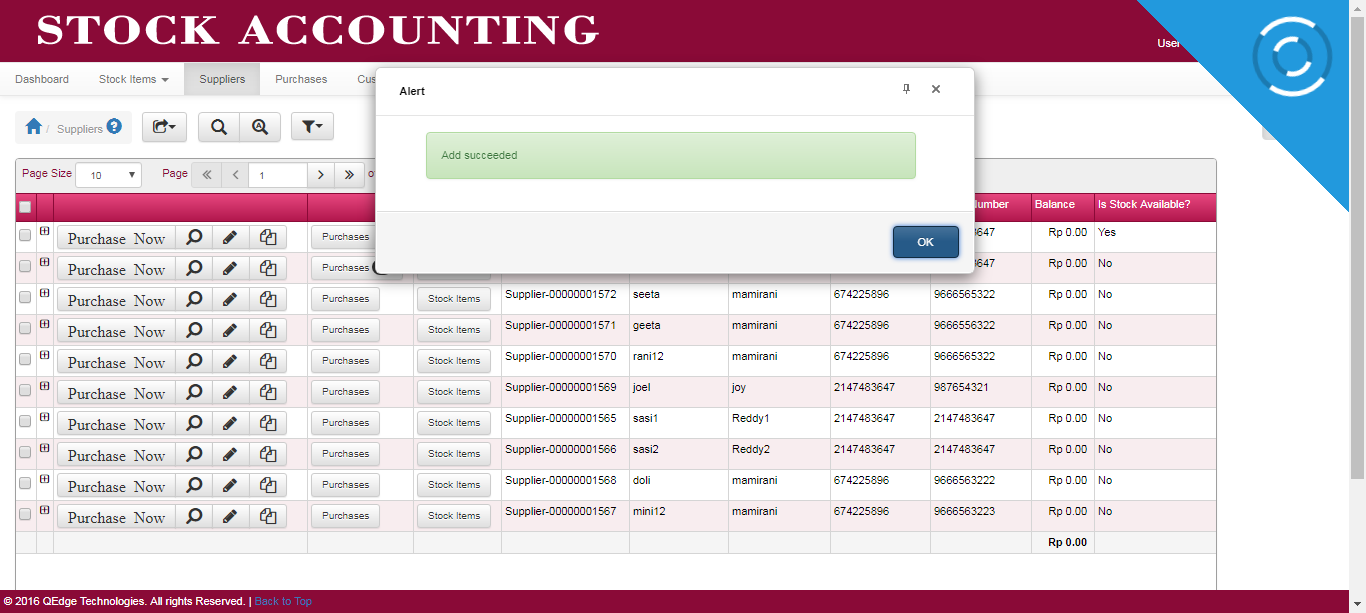 STOCK ACCOUNTING
User
Dashboard Stock Items Suppliers Purchases Cus
Alert
/ Suppliers ?
Add succeeded
Page Size 10 Page 1
OK
umber Balance Is Stock Available?
Purchase Now Purchases 3647 Rp 0.00 Yes
Purchase Now Purchases 3647 Rp 0.00 No
Purchase Now Purchases Stock Items Supplier-00000001572 seeta mamirani 674225896 9666565322 Rp 0.00 No
Purchase Now Purchases Stock Items Supplier-00000001571 geeta mamirani 674225896 9666556322 Rp 0.00 No
Purchase Now Purchases Stock Items Supplier-00000001570 rani12 mamirani 674225896 9666565322 Rp 0.00 No
Purchase Now Purchases Stock Items Supplier-00000001569 joel joy 2147483647 987654321 Rp 0.00 No
Purchase Now Purchases Stock Items Supplier-00000001565 sasi1 Reddy1 2147483647 2147483647 Rp 0.00 No
Purchase Now Purchases Stock Items Supplier-00000001566 sasi2 Reddy2 2147483647 2147483647 Rp 0.00 No
Purchase Now Purchases Stock Items Supplier-00000001568 doli mamirani 674225896 9666563222 Rp 0.00 No
Purchase Now Purchases Stock Items Supplier-00000001567 mini12 mamirani 674225896 9666563223 Rp 0.00 No
Rp 0.00
© 2016 QEdge Technologies. All rights Reserved. | Back to Top